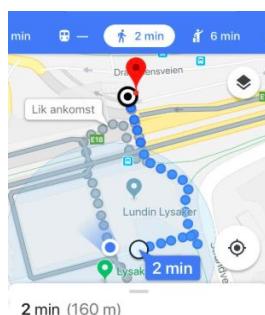 min — 2 min 6 min
Drammensveien
Lik ankomst
E18
Lundin Lysaker
Lysak
2 min
2 min (160 m)